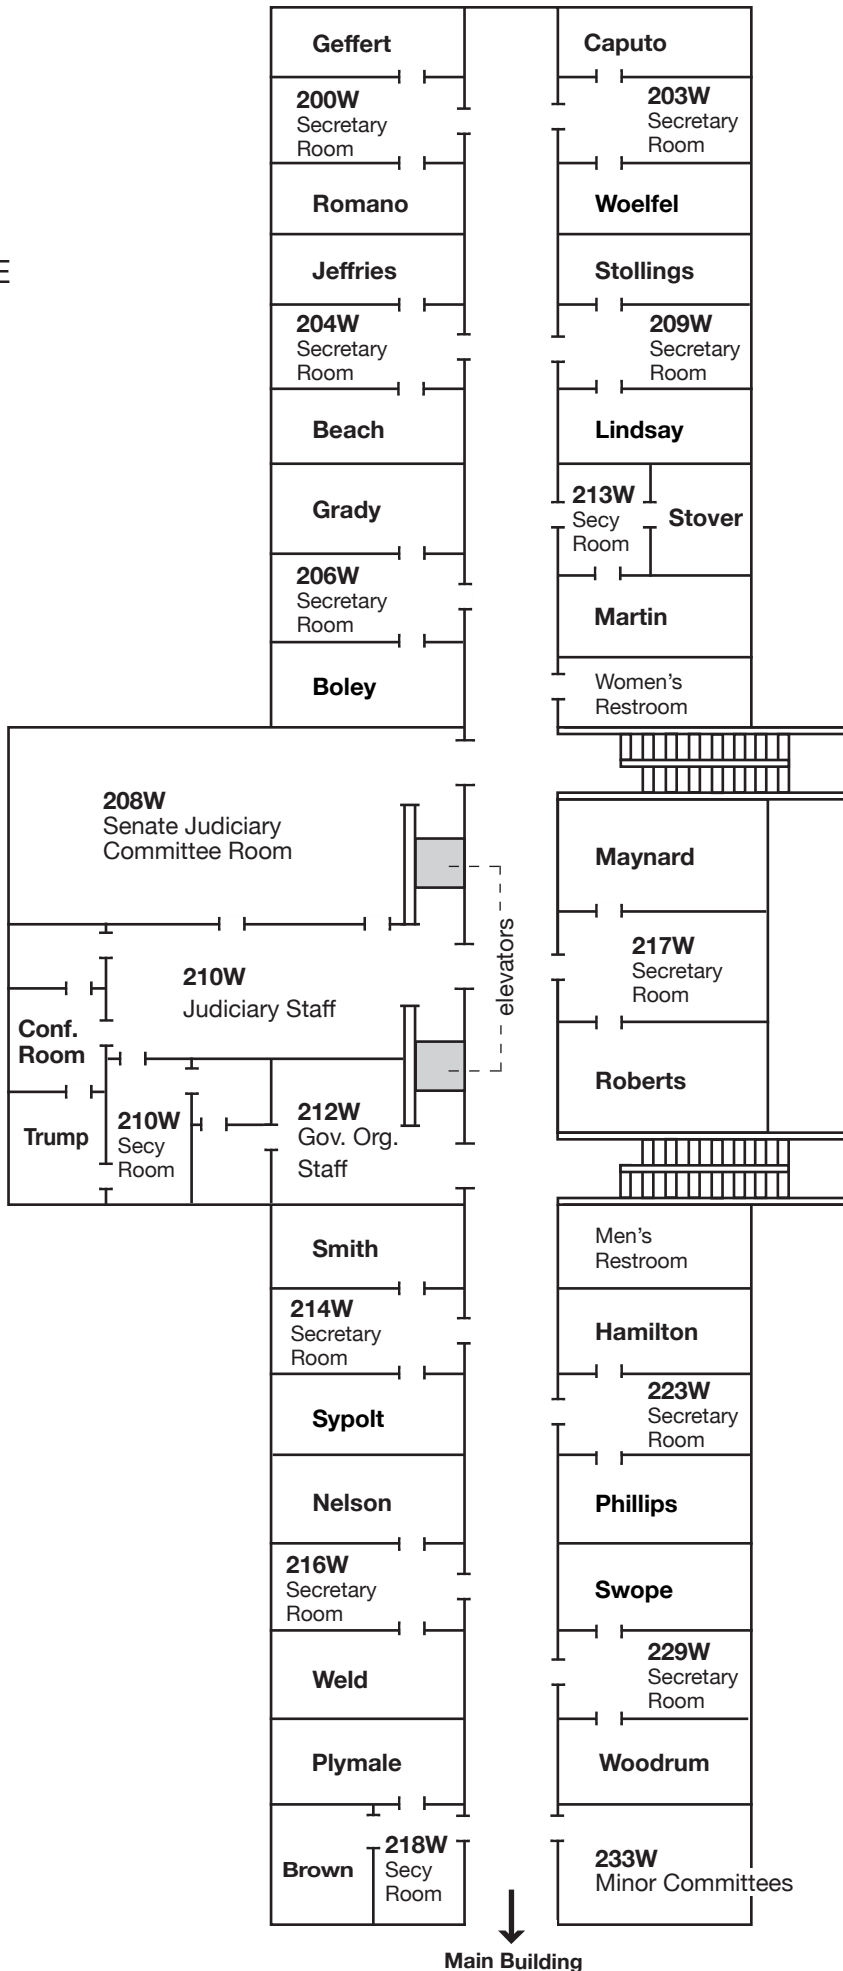 Geffert
Caputo
200W
Secretary
Room
203W
Secretary
Room
Romano
Woelfel
E
Jeffries
Stollings
204W
Secretary
Room
209W
Secretary
Room
Beach
Lindsay
Grady
213W
Secy
Room
Stover
206W
Secretary
Room
Martin
Boley
Women's
Restroom
208W
Senate Judiciary
Committee Room
Maynard
elevators
217W
Secretary
Room
210W
Judiciary Staff
Conf.
Room
Roberts
Trump
210W
Secy
Room
212W
Gov. Org.
Staff
Smith
Men's
Restroom
214W
Secretary
Room
Hamilton
Sypolt
223W
Secretary
Room
Nelson
Phillips
216W
Secretary
Room
Swope
Weld
229W
Secretary
Room
Plymale
Woodrum
Brown
218W
Secy
Room
233W
Minor Committees
Main Building